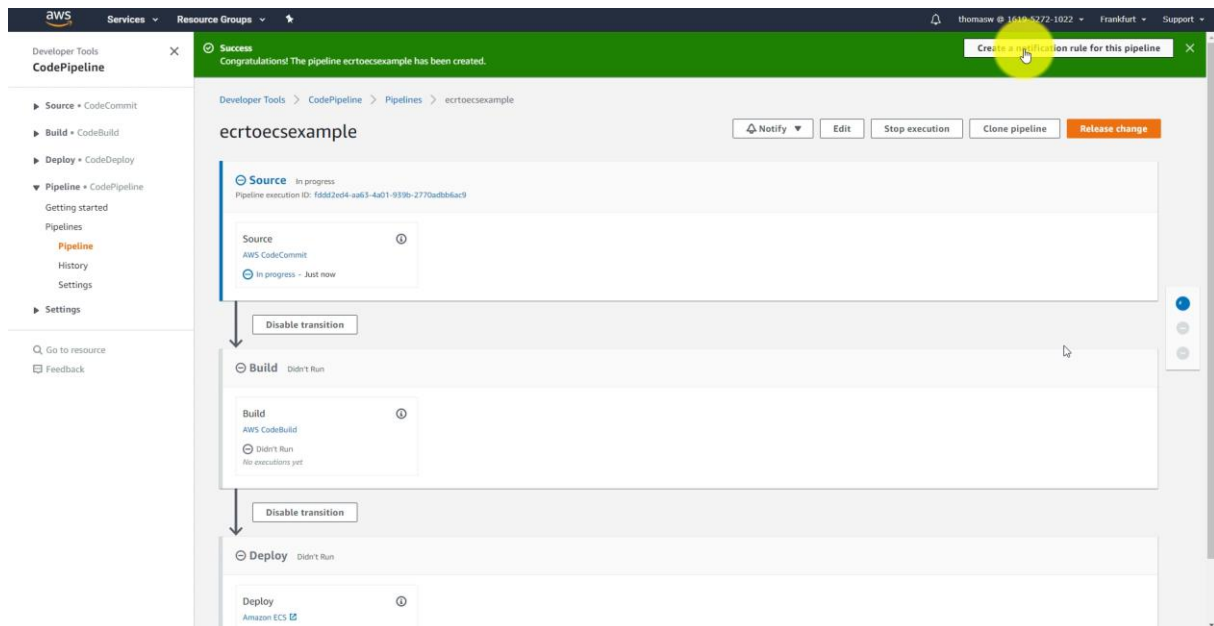 aws Services Resource Groups thomasw @ 1619-5272-1022 Frankfurt Support
Developer Tools
CodePipeline
Source • CodeCommit
Build • CodeBuild
Deploy • CodeDeploy
Pipeline • CodePipeline
Getting started
Pipelines
Pipeline
History
Settings
Settings
Go to resource
Feedback
Success
Congratulations! The pipeline ecrtoecsexample has been created.
Create a notification rule for this pipeline
Developer Tools > CodePipeline > Pipelines > ecrtoecsexample
ecrtoecsexample
Notify Edit Stop execution Clone pipeline Release change
Source In progress
Pipeline execution ID: fddd2ed4-aa63-4a01-939b-2770adbb6ac9
Source
AWS CodeCommit
In progress - Just now
Disable transition
Build Didn't Run
Build
AWS CodeBuild
Didn't Run
No executions yet
Disable transition
Deploy Didn't Run
Deploy
Amazon ECS